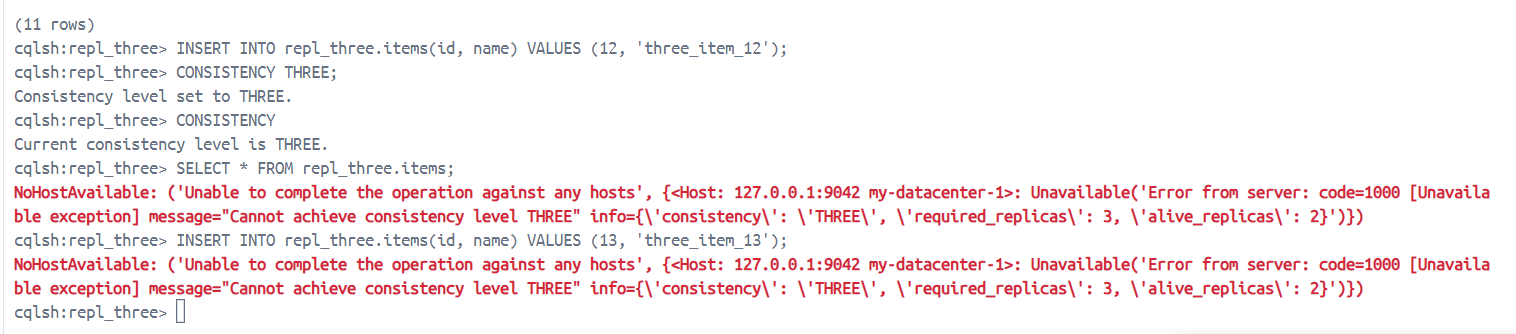 (11 rows)
cqlsh:repl_three> INSERT INTO repl_three.items(id, name) VALUES (12, 'three_item_12');
cqlsh:repl_three> CONSISTENCY THREE;
Consistency level set to THREE.
cqlsh:repl_three> CONSISTENCY
Current consistency level is THREE.
cqlsh:repl_three> SELECT * FROM repl_three.items;
NoHostAvailable: ('Unable to complete the operation against any hosts', {<Host: 127.0.0.1:9042 my-datacenter-1>: Unavailable('Error from server: code=1000 [Unavaila
ble exception] message="Cannot achieve consistency level THREE" info={\'consistency\': \'THREE\', \'required_replicas\': 3, \'alive_replicas\': 2}')})
cqlsh:repl_three> INSERT INTO repl_three.items(id, name) VALUES (13, 'three_item_13');
NoHostAvailable: ('Unable to complete the operation against any hosts', {<Host: 127.0.0.1:9042 my-datacenter-1>: Unavailable('Error from server: code=1000 [Unavaila
ble exception] message="Cannot achieve consistency level THREE" info={\'consistency\': \'THREE\', \'required_replicas\': 3, \'alive_replicas\': 2}')})
cqlsh:repl_three>